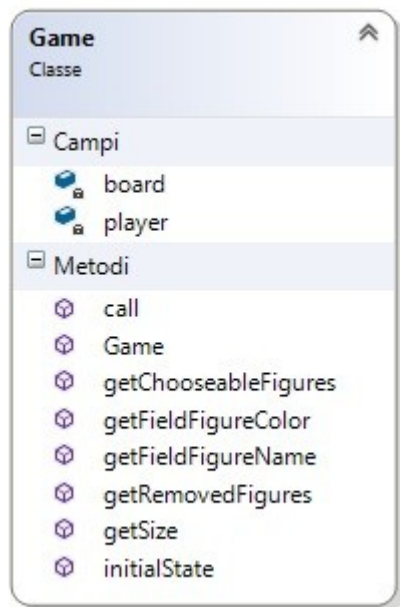 Game
Classe
Campi
board
player
Metodi
call
Game
getChooseableFigures
getFieldFigureColor
getFieldFigureName
getRemovedFigures
getSize
initialState